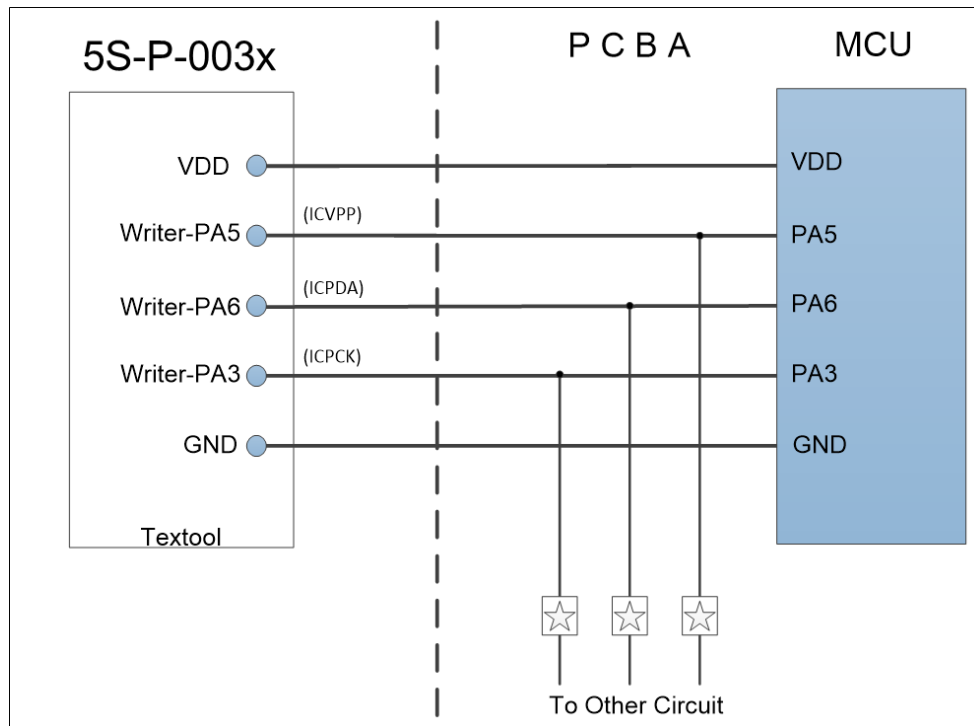 5S-P-003x
P C B A
MCU
VDD
Writer-PA5
Writer-PA6
Writer-PA3
GND
Textool
(ICVPP)
(ICPDA)
(ICPCK)
VDD
PA5
PA6
PA3
GND
To Other Circuit